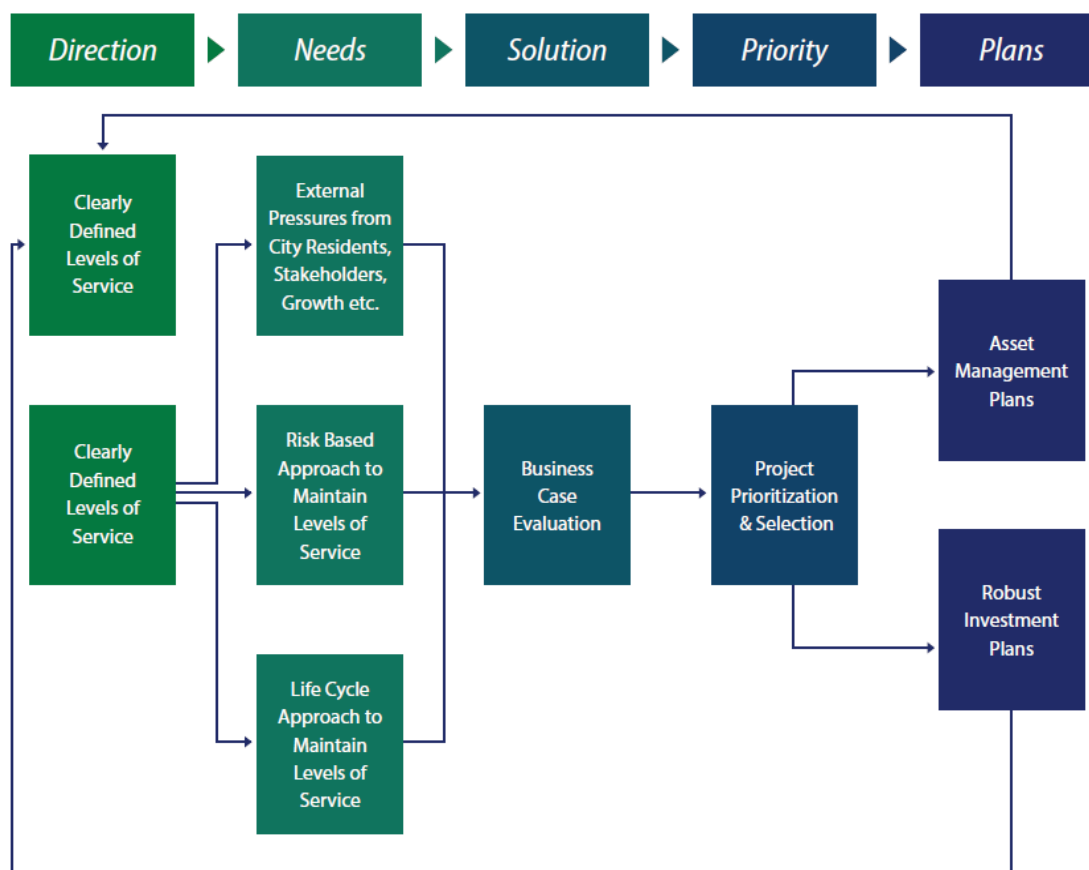 Direction
Needs
Solution
Priority
Plans
Clearly
Defined
Levels of
Service
External
Pressures from
City Residents,
Stakeholders,
Growth etc.
Asset
Management
Plans
Clearly
Defined
Levels of
Service
Risk Based
Approach to
Maintain
Levels of
Service
Business
Case
Evaluation
Project
Prioritization
& Selection
Robust
Investment
Plans
Life Cycle
Approach to
Maintain
Levels of
Service